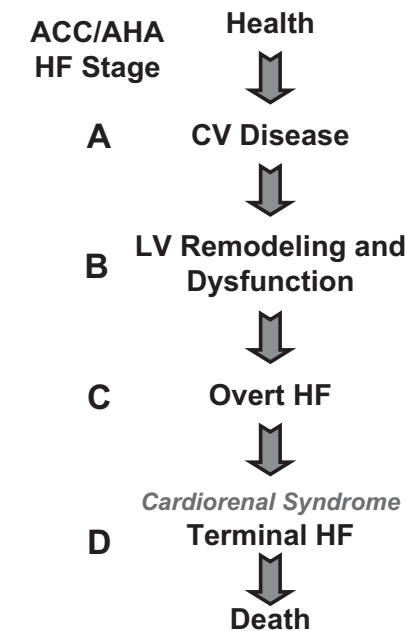 ACC/AHA
HF Stage
Health
A
CV Disease
B
LV Remodeling and
Dysfunction
C
Overt HF
Cardiorenal Syndrome
D
Terminal HF
Death